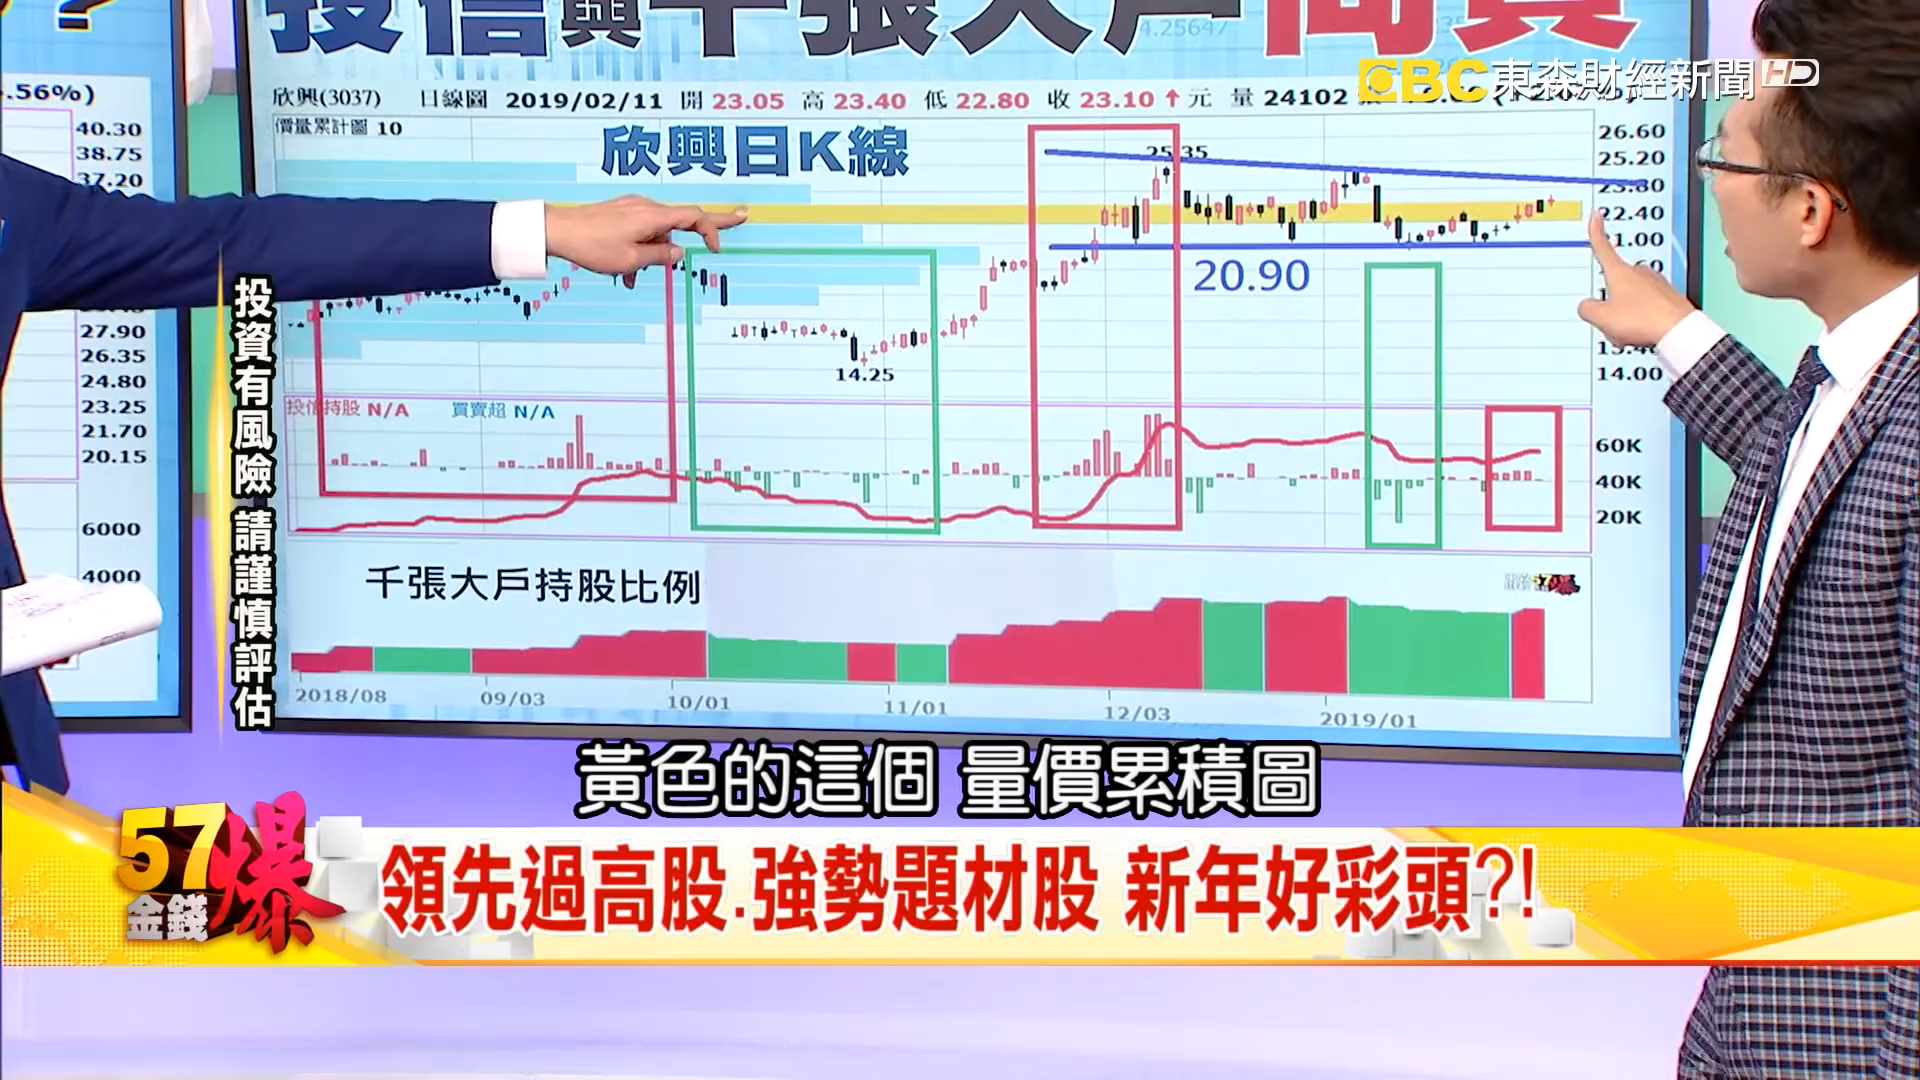 投信與千張大戶同買
EBC 東森財經新聞 HD
欣興(3037) 日線圖 2019/02/11 開 23.05 高 23.40 低 22.80 收 23.10 ↑ 元 量 24102
價量累計圖 10
欣興日K線
25.35
20.90
14.25
26.60
25.20
23.80
22.40
21.00
14.00
投信持股 N/A 買賣超 N/A
60K
40K
20K
千張大戶持股比例
2018/08 09/03 10/01 11/01 12/03 2019/01
.56%)
40.30
38.75
37.20
27.90
26.35
24.80
23.25
21.70
20.15
6000
4000
投資有風險 請謹慎評估
黃色的這個 量價累積圖
57金錢爆
領先過高股.強勢題材股 新年好彩頭?!